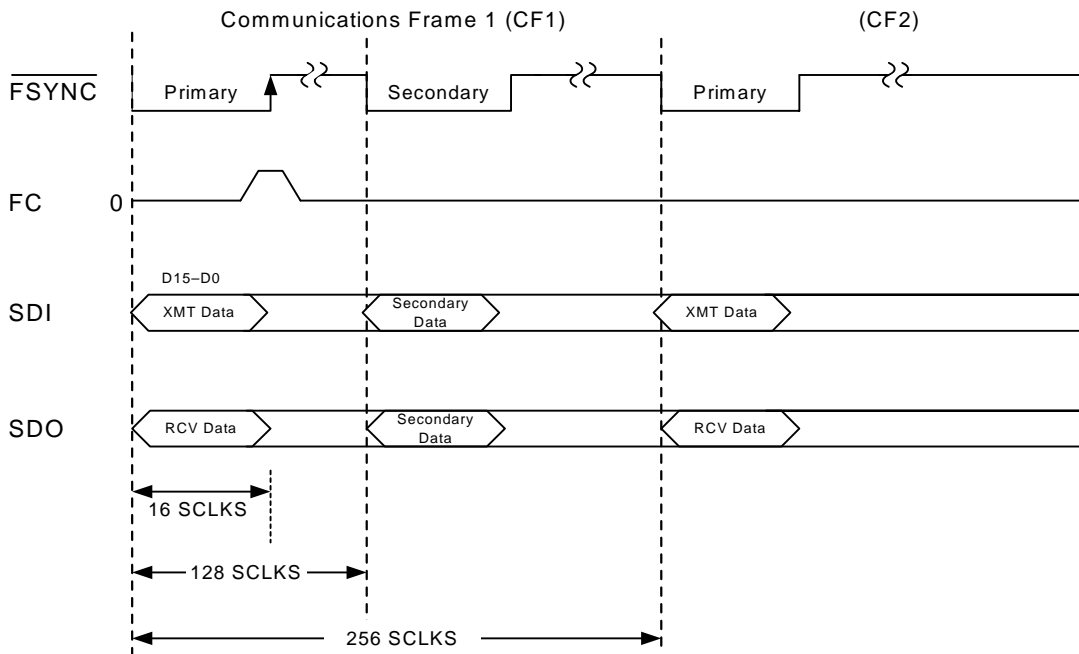 Communications Frame 1 (CF1)
(CF2)
FSYNC
Primary
Secondary
Primary
FC
0
D15–D0
SDI
XMT Data
Secondary
Data
XMT Data
SDO
RCV Data
Secondary
Data
RCV Data
16 SCLKS
128 SCLKS
256 SCLKS